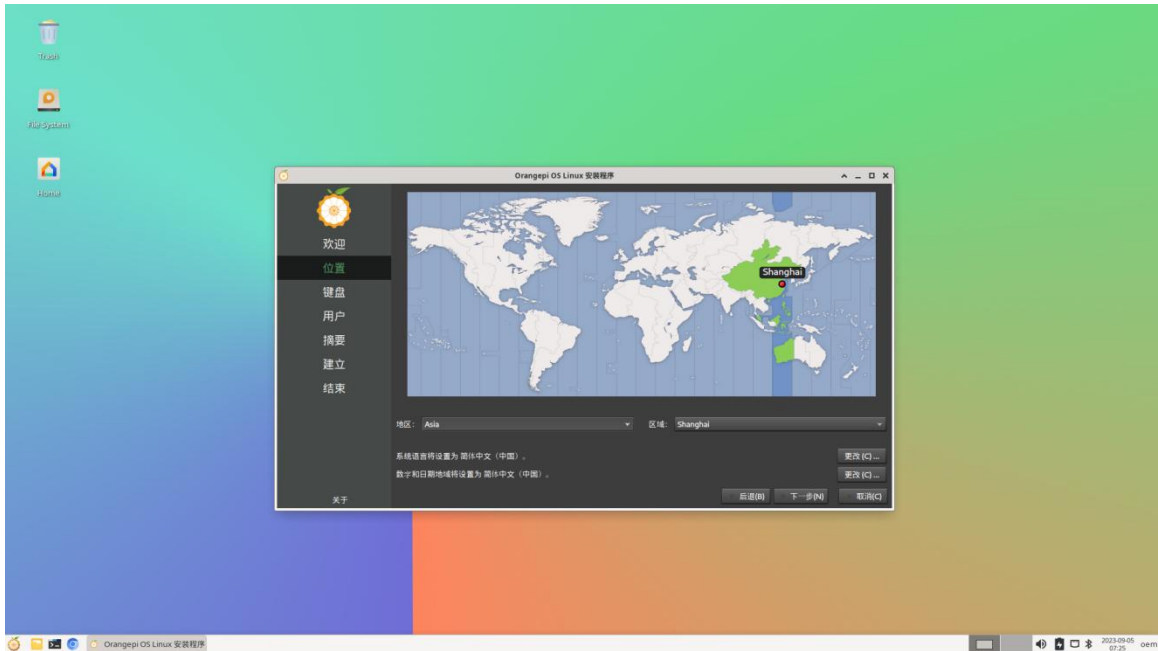 Trash
File System
Home
Orangepi OS Linux 安装程序
欢迎
位置
键盘
用户
摘要
建立
结束
关于
Shanghai
地区: Asia 区域: Shanghai
系统语言将设置为 简体中文（中国）。 更改 (C) ...
数字和日期地域将设置为 简体中文（中国）。 更改 (C) ...
后退(B) 下一步(N) 取消(C)
Orangepi OS Linux 安装程序
2023-09-05
07:25
oem